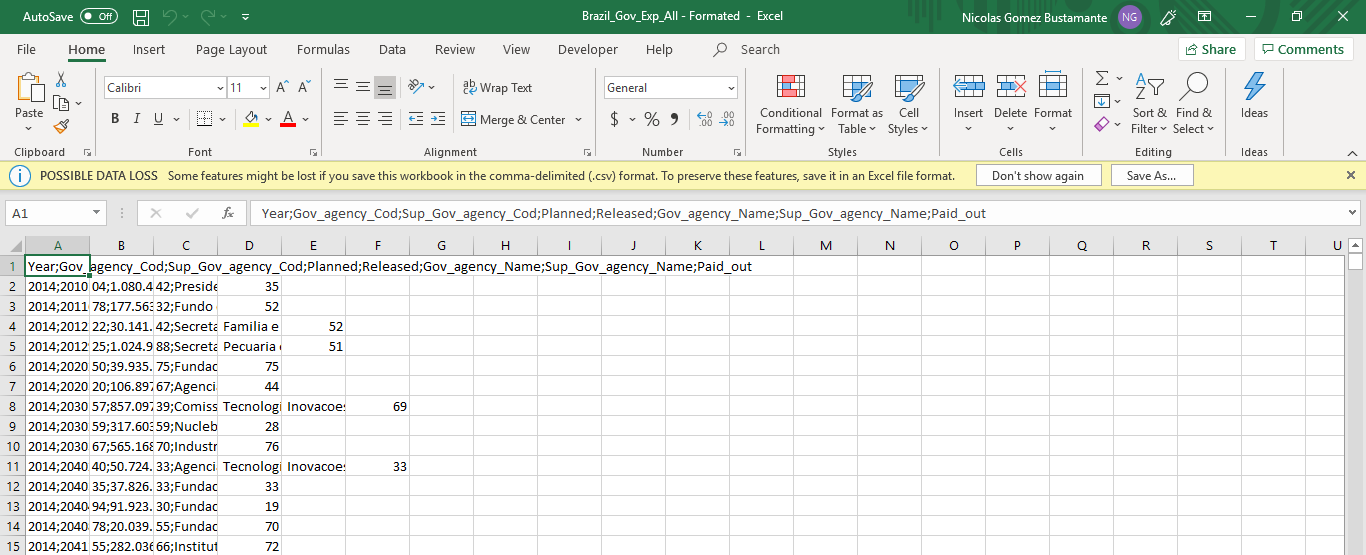 AutoSave Off Brazil_Gov_Exp_All - Formated - Excel Nicolas Gomez Bustamante NG
File Home Insert Page Layout Formulas Data Review View Developer Help Search Share Comments
Paste Calibri 11 Wrap Text General Conditional Formatting Format as Table Cell Styles Insert Delete Format Sort & Filter Find & Select Ideas
B I U A Merge & Center $ % 
Clipboard Font Alignment Number Styles Cells Editing Ideas
POSSIBLE DATA LOSS Some features might be lost if you save this workbook in the comma-delimited (.csv) format. To preserve these features, save it in an Excel file format. Don't show again Save As...
A1 fx Year;Gov_agency_Cod;Sup_Gov_agency_Cod;Planned;Released;Gov_agency_Name;Sup_Gov_agency_Name;Paid_out
A B C D E F G H I J K L M N O P Q R S T U
1 Year;Gov_agency_Cod;Sup_Gov_agency_Cod;Planned;Released;Gov_agency_Name;Sup_Gov_agency_Name;Paid_out
2 2014;2010 04;1.080.4 42;Preside 35
3 2014;2011 78;177.563 32;Fundo 52
4 2014;2012 22;30.141. 42;Secreta Familia e 52
5 2014;2012 25;1.024.9 88;Secreta Pecuaria 51
6 2014;2020 50;39.935. 75;Fundac 75
7 2014;2020 20;106.897 67;Agenci 44
8 2014;2030 57;857.097 39;Comiss Tecnologi Inovacoes 69
9 2014;2030 59;317.603 59;Nucleb 28
10 2014;2030 67;565.168 70;Industr 76
11 2014;2040 40;50.724. 33;Agenci Tecnologi Inovacoes 33
12 2014;2040 35;37.826. 33;Fundac 33
13 2014;2040 94;91.923. 30;Fundac 19
14 2014;2040 78;20.039. 55;Fundac 70
15 2014;2041 55;282.036 66;Institut 72